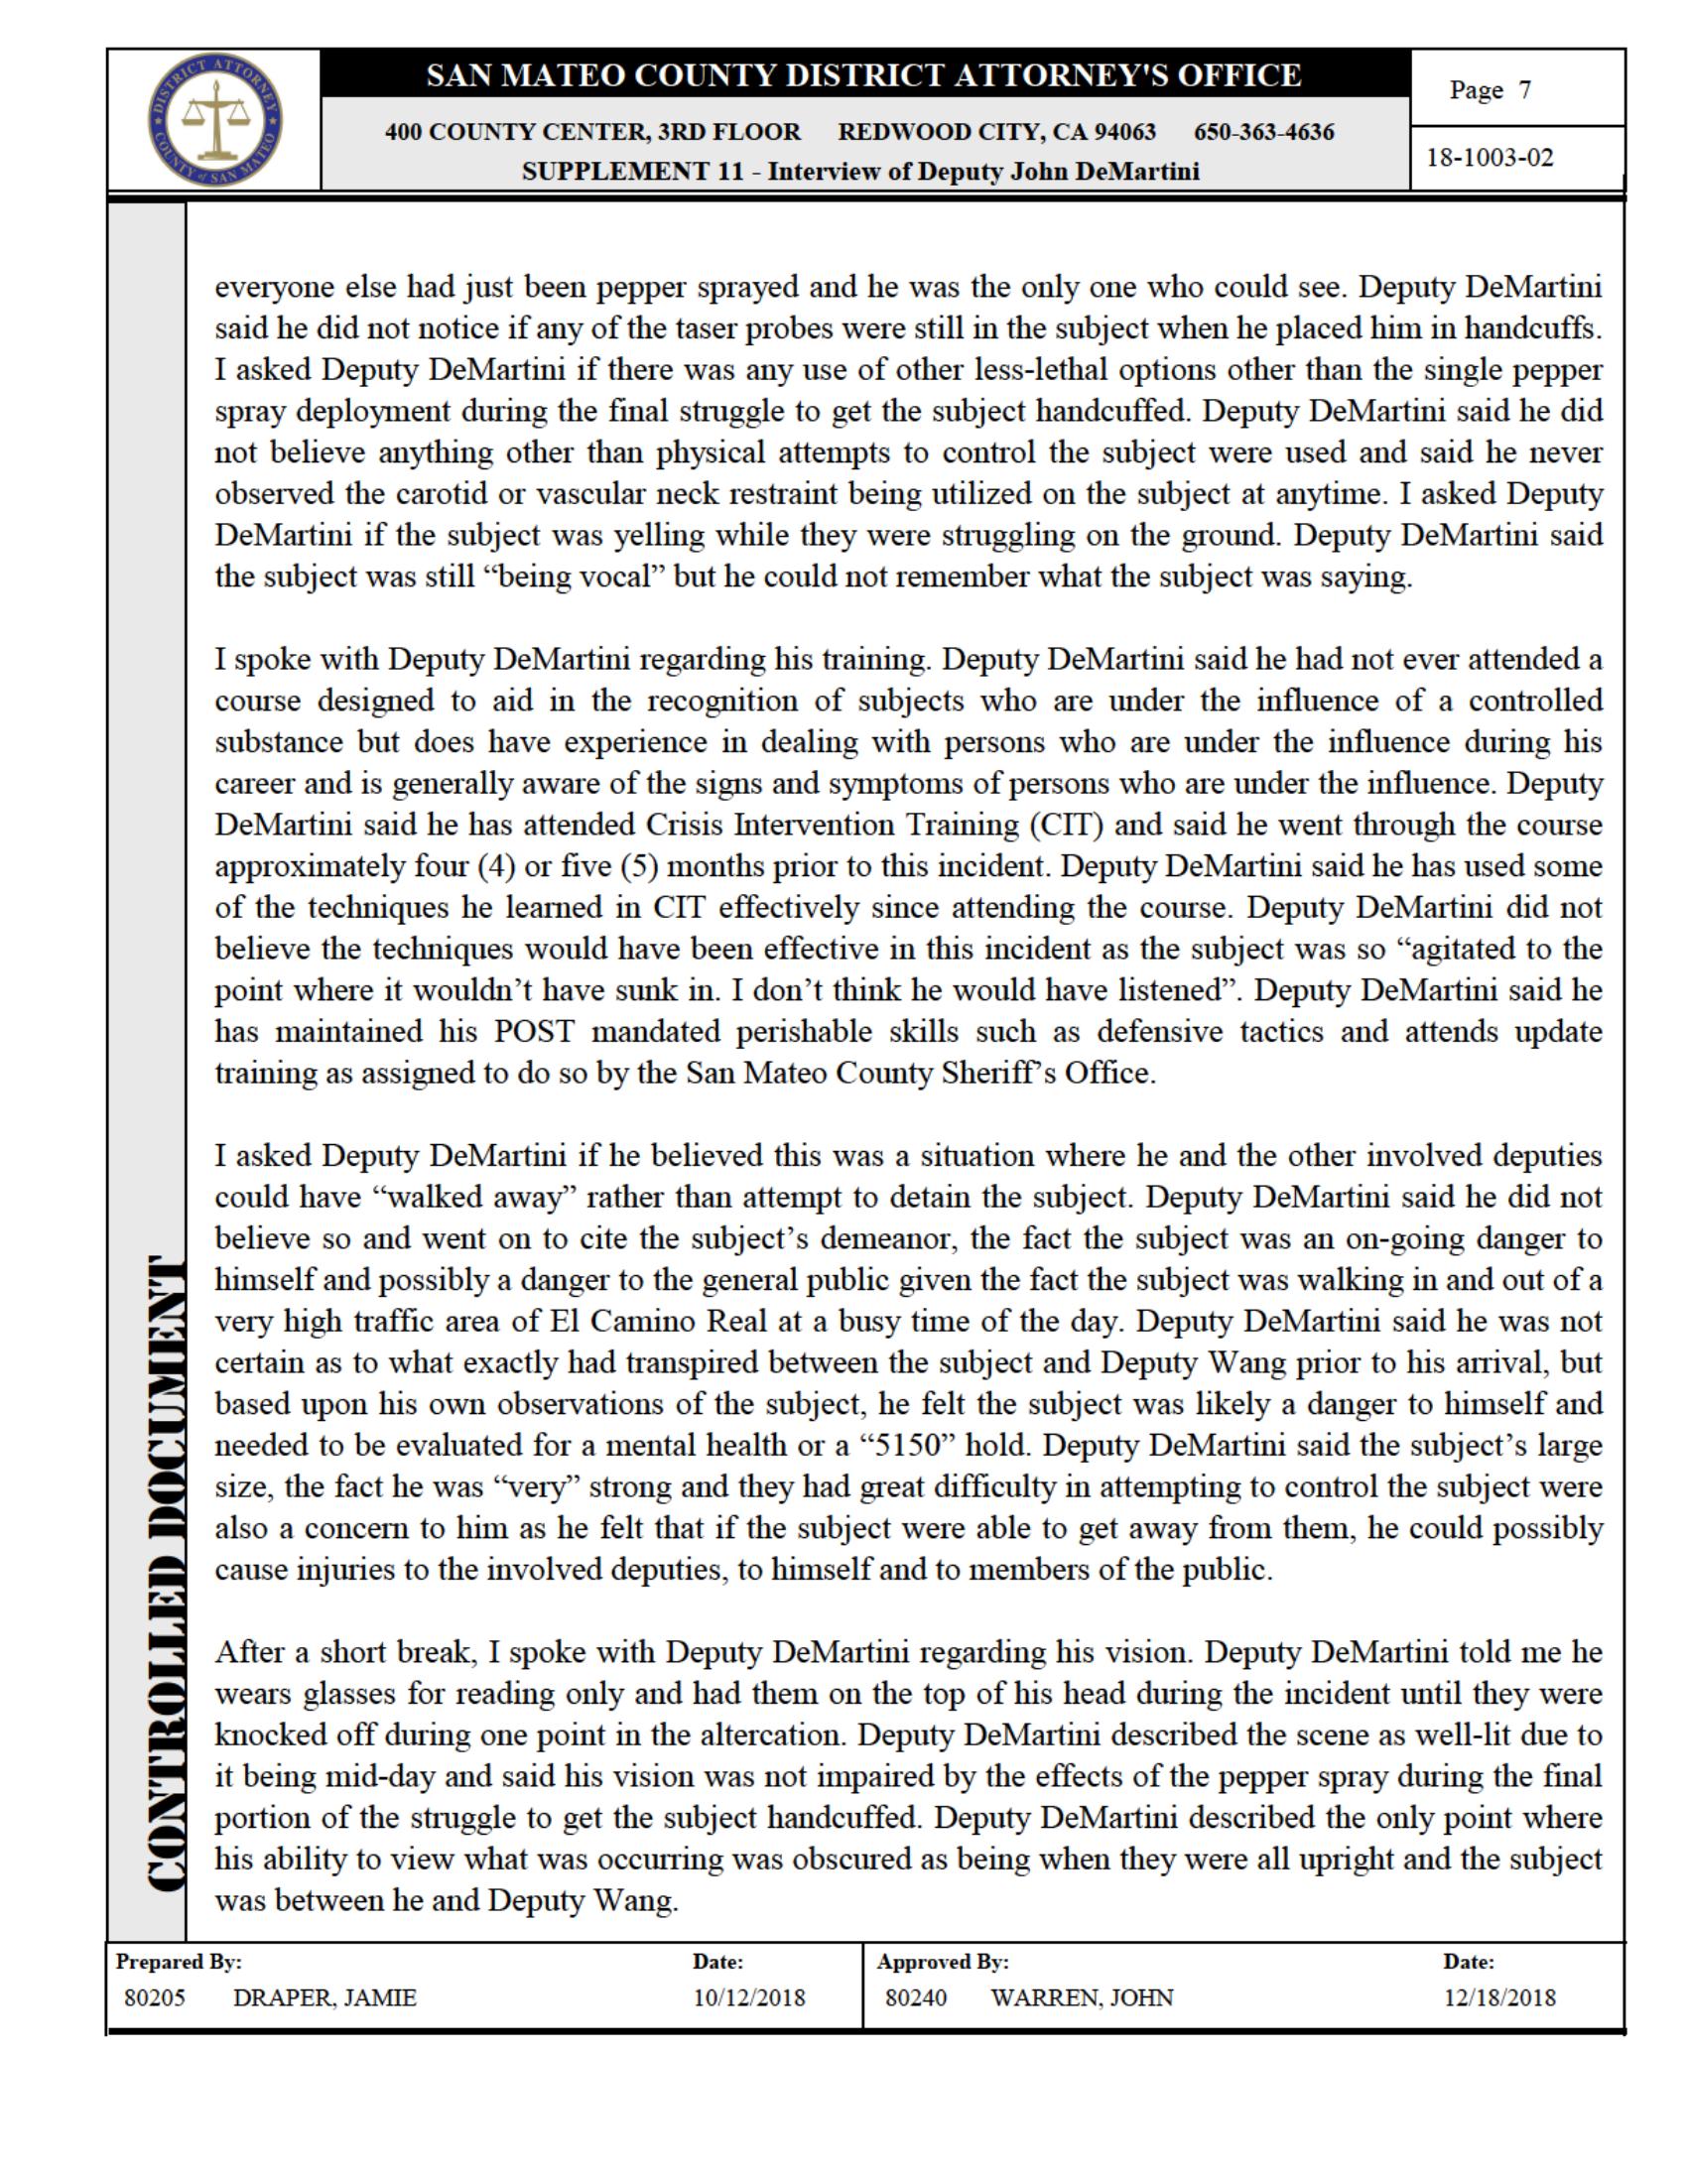 DISTRICT ATTORNEY
COUNTY of SAN MATEO
SAN MATEO COUNTY DISTRICT ATTORNEY'S OFFICE
400 COUNTY CENTER, 3RD FLOOR REDWOOD CITY, CA 94063 650-363-4636
SUPPLEMENT 11 - Interview of Deputy John DeMartini
Page 7
18-1003-02
everyone else had just been pepper sprayed and he was the only one who could see. Deputy DeMartini
said he did not notice if any of the taser probes were still in the subject when he placed him in handcuffs.
I asked Deputy DeMartini if there was any use of other less-lethal options other than the single pepper
spray deployment during the final struggle to get the subject handcuffed. Deputy DeMartini said he did
not believe anything other than physical attempts to control the subject were used and said he never
observed the carotid or vascular neck restraint being utilized on the subject at anytime. I asked Deputy
DeMartini if the subject was yelling while they were struggling on the ground. Deputy DeMartini said
the subject was still “being vocal” but he could not remember what the subject was saying.
I spoke with Deputy DeMartini regarding his training. Deputy DeMartini said he had not ever attended a
course designed to aid in the recognition of subjects who are under the influence of a controlled
substance but does have experience in dealing with persons who are under the influence during his
career and is generally aware of the signs and symptoms of persons who are under the influence. Deputy
DeMartini said he has attended Crisis Intervention Training (CIT) and said he went through the course
approximately four (4) or five (5) months prior to this incident. Deputy DeMartini said he has used some
of the techniques he learned in CIT effectively since attending the course. Deputy DeMartini did not
believe the techniques would have been effective in this incident as the subject was so “agitated to the
point where it wouldn’t have sunk in. I don’t think he would have listened”. Deputy DeMartini said he
has maintained his POST mandated perishable skills such as defensive tactics and attends update
training as assigned to do so by the San Mateo County Sheriff’s Office.
I asked Deputy DeMartini if he believed this was a situation where he and the other involved deputies
could have “walked away” rather than attempt to detain the subject. Deputy DeMartini said he did not
believe so and went on to cite the subject’s demeanor, the fact the subject was an on-going danger to
himself and possibly a danger to the general public given the fact the subject was walking in and out of a
very high traffic area of El Camino Real at a busy time of the day. Deputy DeMartini said he was not
certain as to what exactly had transpired between the subject and Deputy Wang prior to his arrival, but
based upon his own observations of the subject, he felt the subject was likely a danger to himself and
needed to be evaluated for a mental health or a “5150” hold. Deputy DeMartini said the subject’s large
size, the fact he was “very” strong and they had great difficulty in attempting to control the subject were
also a concern to him as he felt that if the subject were able to get away from them, he could possibly
cause injuries to the involved deputies, to himself and to members of the public.
After a short break, I spoke with Deputy DeMartini regarding his vision. Deputy DeMartini told me he
wears glasses for reading only and had them on the top of his head during the incident until they were
knocked off during one point in the altercation. Deputy DeMartini described the scene as well-lit due to
it being mid-day and said his vision was not impaired by the effects of the pepper spray during the final
portion of the struggle to get the subject handcuffed. Deputy DeMartini described the only point where
his ability to view what was occurring was obscured as being when they were all upright and the subject
was between he and Deputy Wang.
CONTROLLED DOCUMENT
Prepared By: Date: Approved By: Date:
80205 DRAPER, JAMIE 10/12/2018 80240 WARREN, JOHN 12/18/2018